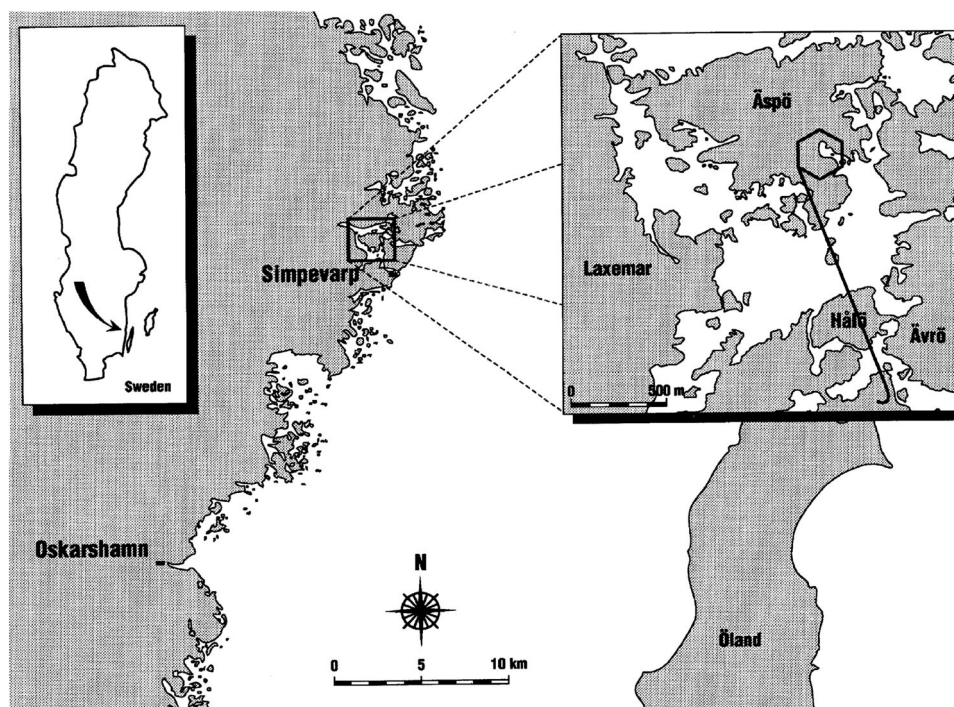 Sweden
Simpevarp
Oskarshamn
N
0 5 10 km
Äspö
Laxemar
Hålö
Ävrö
0 500 m
Öland